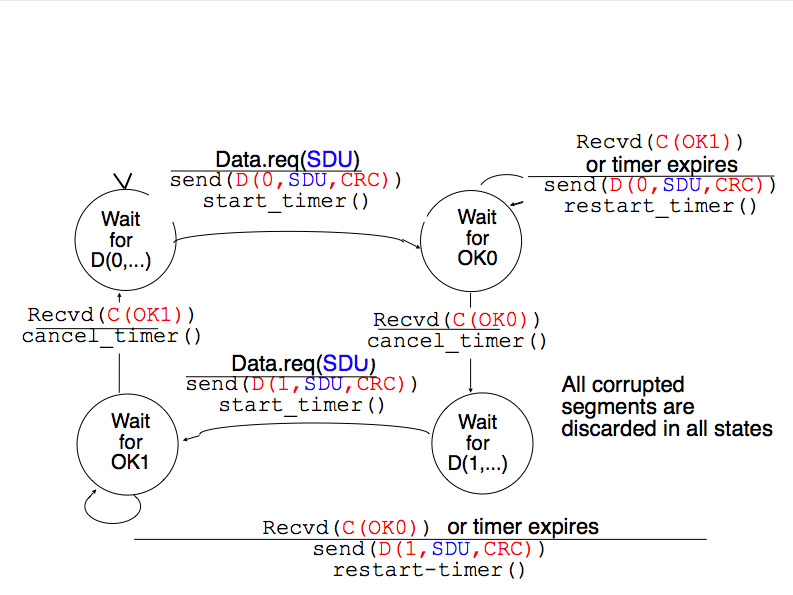 Data.req(SDU)
send(D(0,SDU,CRC))
start_timer()
Recvd(C(OK1))
or timer expires
send(D(0,SDU,CRC))
restart_timer()
Wait
for
D(0,...)
Wait
for
OK0
Recvd(C(OK1))
cancel_timer()
Recvd(C(OK0))
cancel_timer()
Data.req(SDU)
send(D(1,SDU,CRC))
start_timer()
All corrupted
segments are
discarded in all states
Wait
for
OK1
Wait
for
D(1,...)
Recvd(C(OK0)) or timer expires
send(D(1,SDU,CRC))
restart-timer()